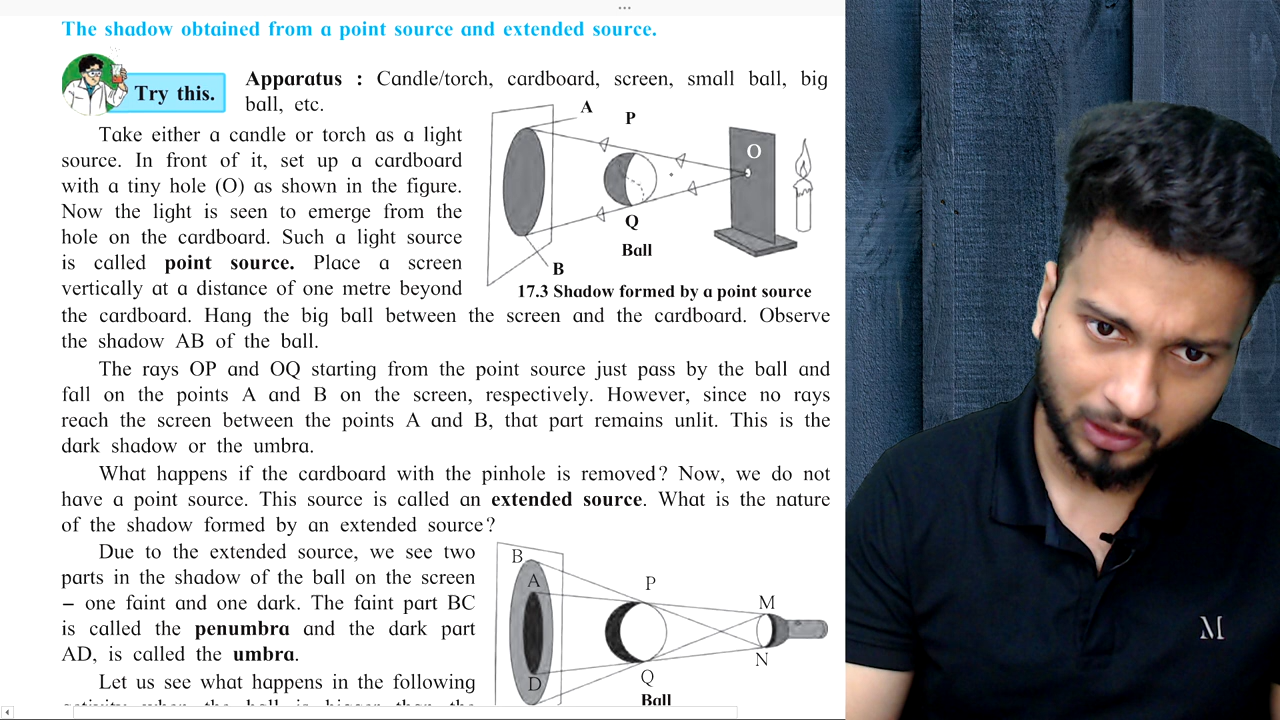 The shadow obtained from a point source and extended source.
Try this.
Apparatus : Candle/torch, cardboard, screen, small ball, big
ball, etc.
Take either a candle or torch as a light
source. In front of it, set up a cardboard
with a tiny hole (O) as shown in the figure.
Now the light is seen to emerge from the
hole on the cardboard. Such a light source
is called point source. Place a screen
vertically at a distance of one metre beyond
A
P
O
Q
Ball
B
17.3 Shadow formed by a point source
the cardboard. Hang the big ball between the screen and the cardboard. Observe
the shadow AB of the ball.
The rays OP and OQ starting from the point source just pass by the ball and
fall on the points A and B on the screen, respectively. However, since no rays
reach the screen between the points A and B, that part remains unlit. This is the
dark shadow or the umbra.
What happens if the cardboard with the pinhole is removed? Now, we do not
have a point source. This source is called an extended source. What is the nature
of the shadow formed by an extended source?
Due to the extended source, we see two
parts in the shadow of the ball on the screen
– one faint and one dark. The faint part BC
is called the penumbra and the dark part
AD, is called the umbra.
Let us see what happens in the following
B
A
P
M
N
D
Q
Ball
M